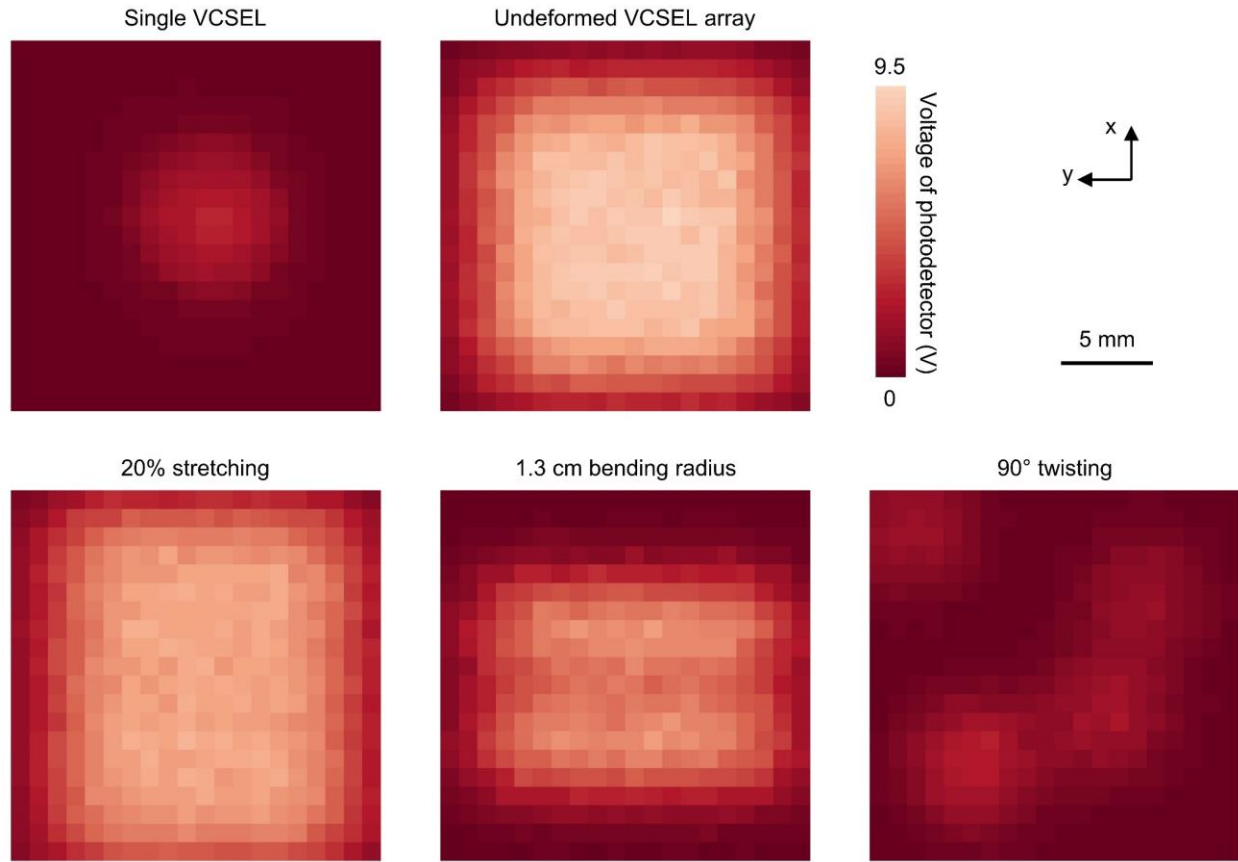 Single VCSEL
Undeformed VCSEL array
9.5
Voltage of photodetector (V)
0
x
y
5 mm
20% stretching
1.3 cm bending radius
90° twisting